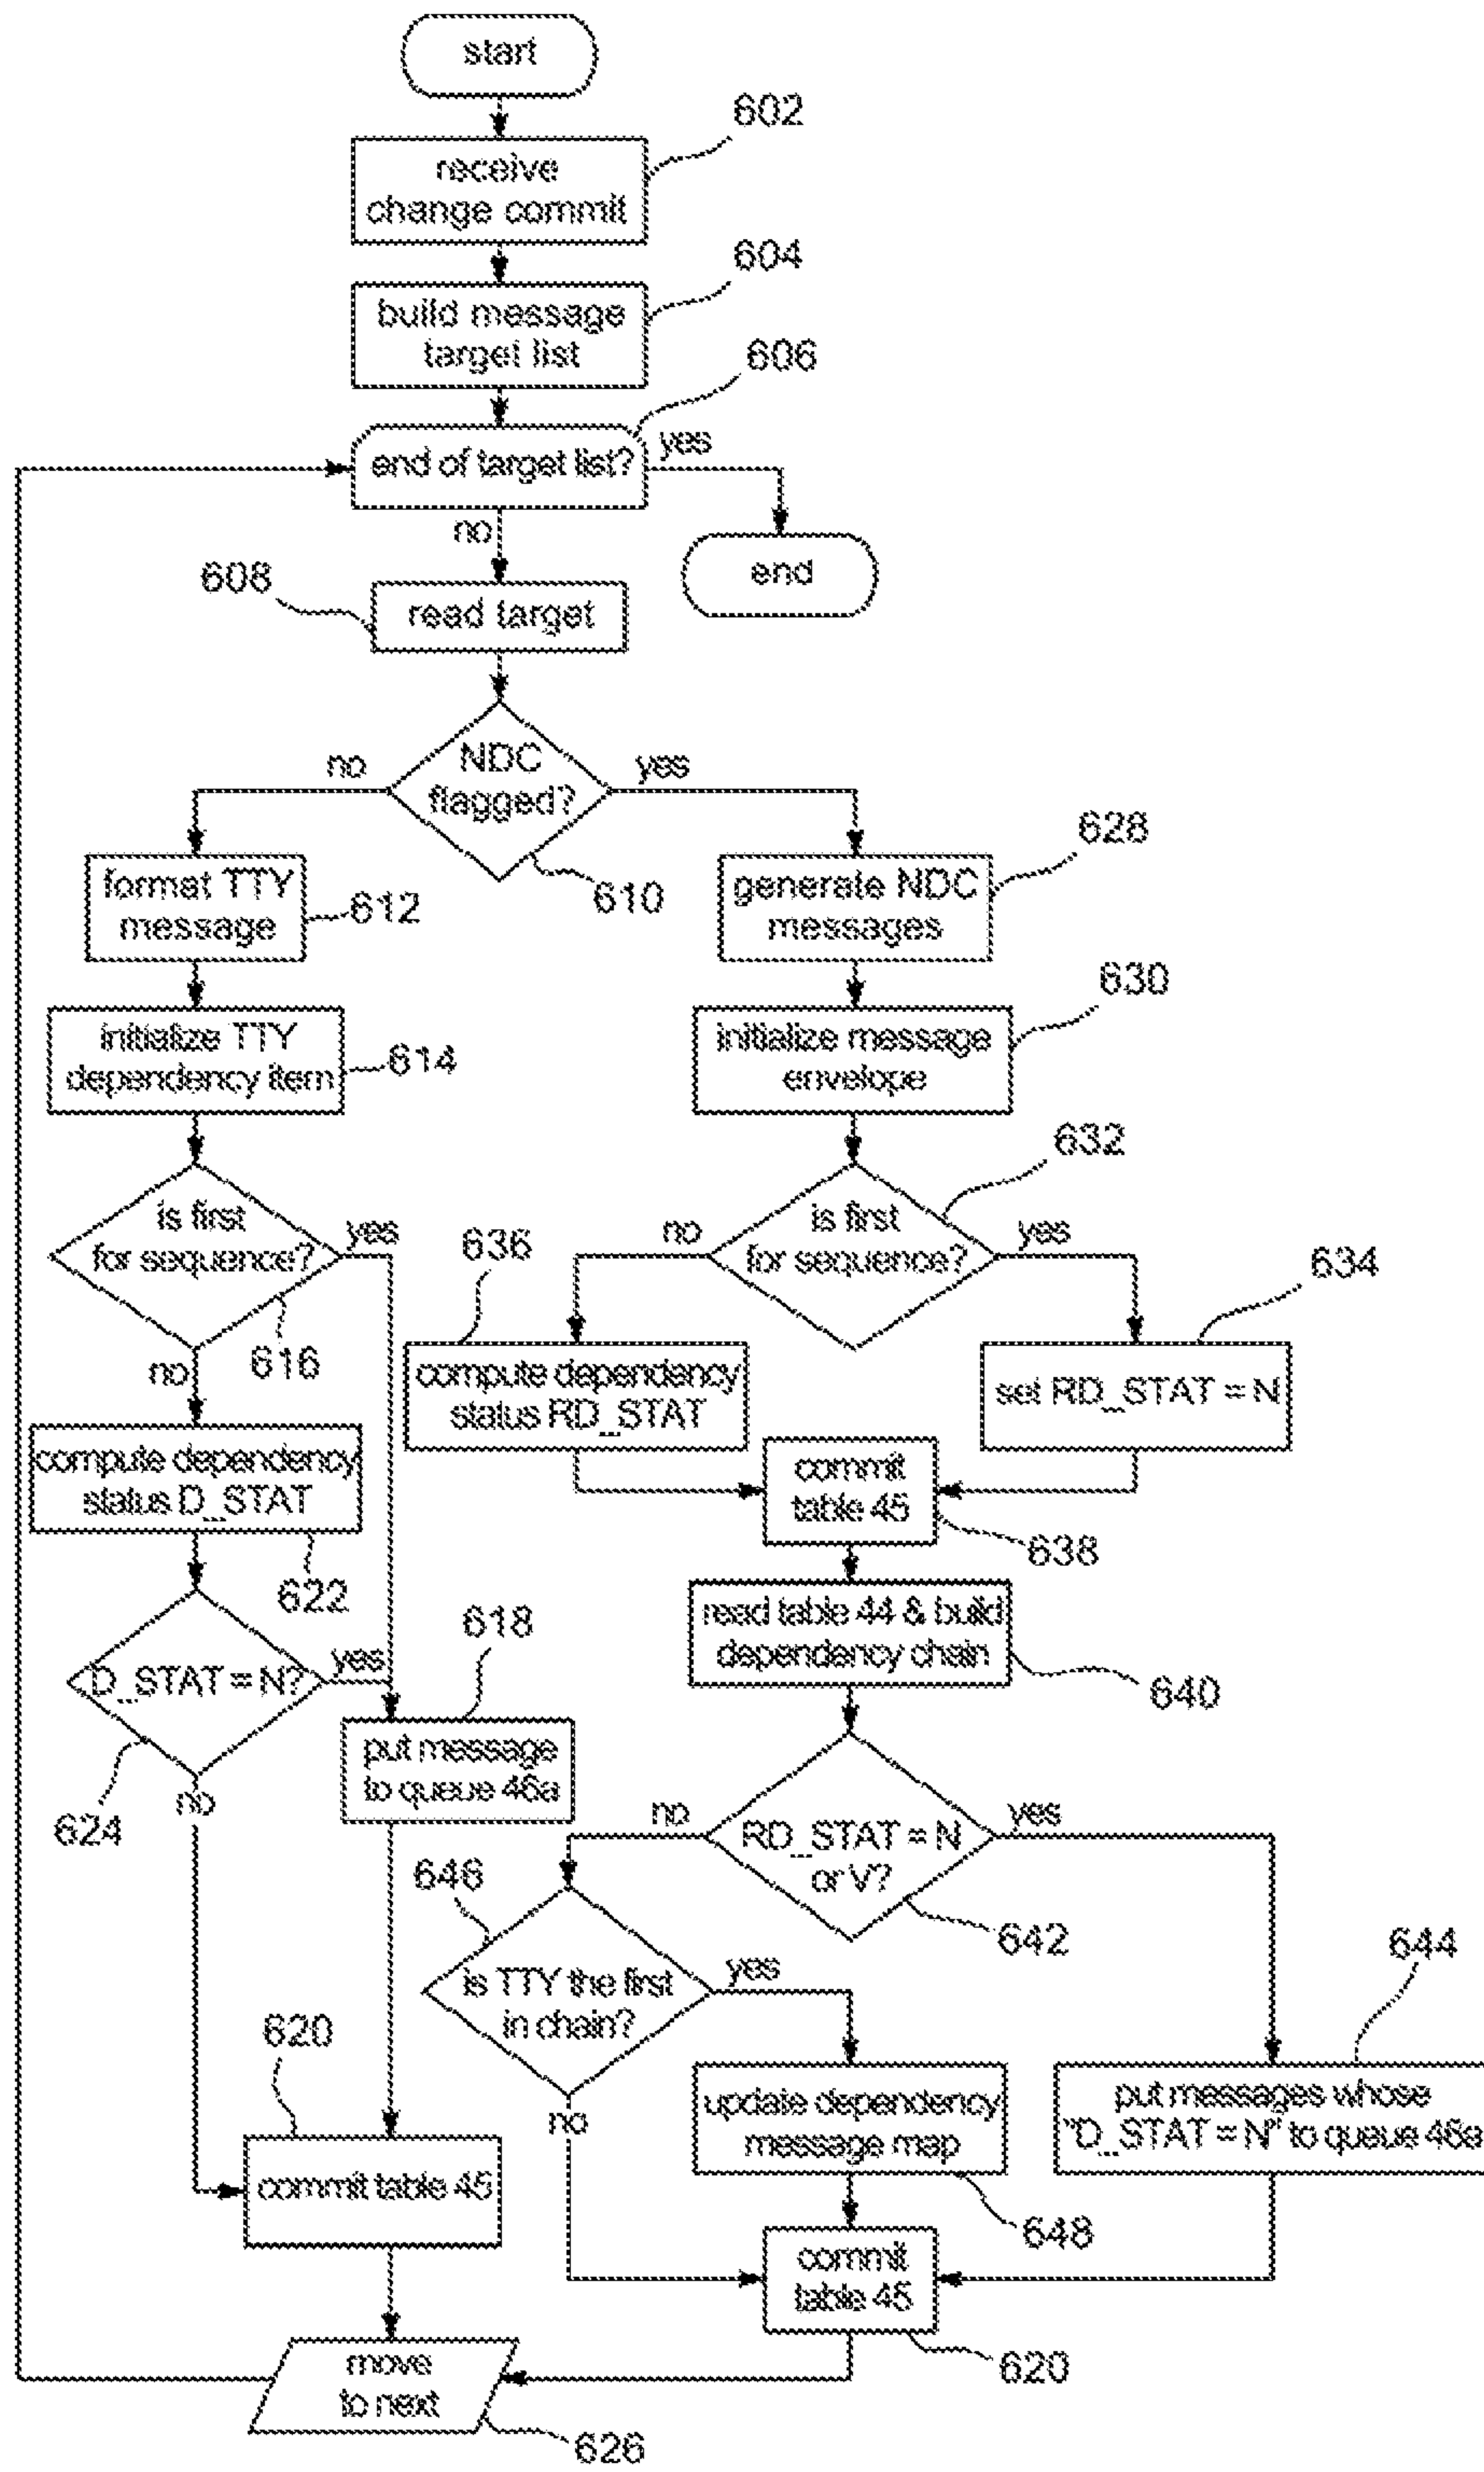 start
602
receive
change commit
604
build message
target list
606
end of target list?
yes
no
end
608
read target
NDC
flagged?
no
yes
610
628
format TTY
message
612
generate NDC
messages
630
initialize TTY
dependency item
614
initialize message
envelope
632
is first
for sequence?
yes
616
no
636
no
is first
for sequence?
yes
634
compute dependency
status RD_STAT
set RD_STAT = N
compute dependency
status D_STAT
622
commit
table 45
638
618
read table 44 & build
dependency chain
640
D_STAT = N?
yes
624
no
put message
to queue 46a
no
RD_STAT = N
or V?
yes
642
646
644
is TTY the first
in chain?
yes
no
620
update dependency
message map
648
put messages whose
"D_STAT = N" to queue 46a
commit table 45
commit
table 45
620
move
to next
626